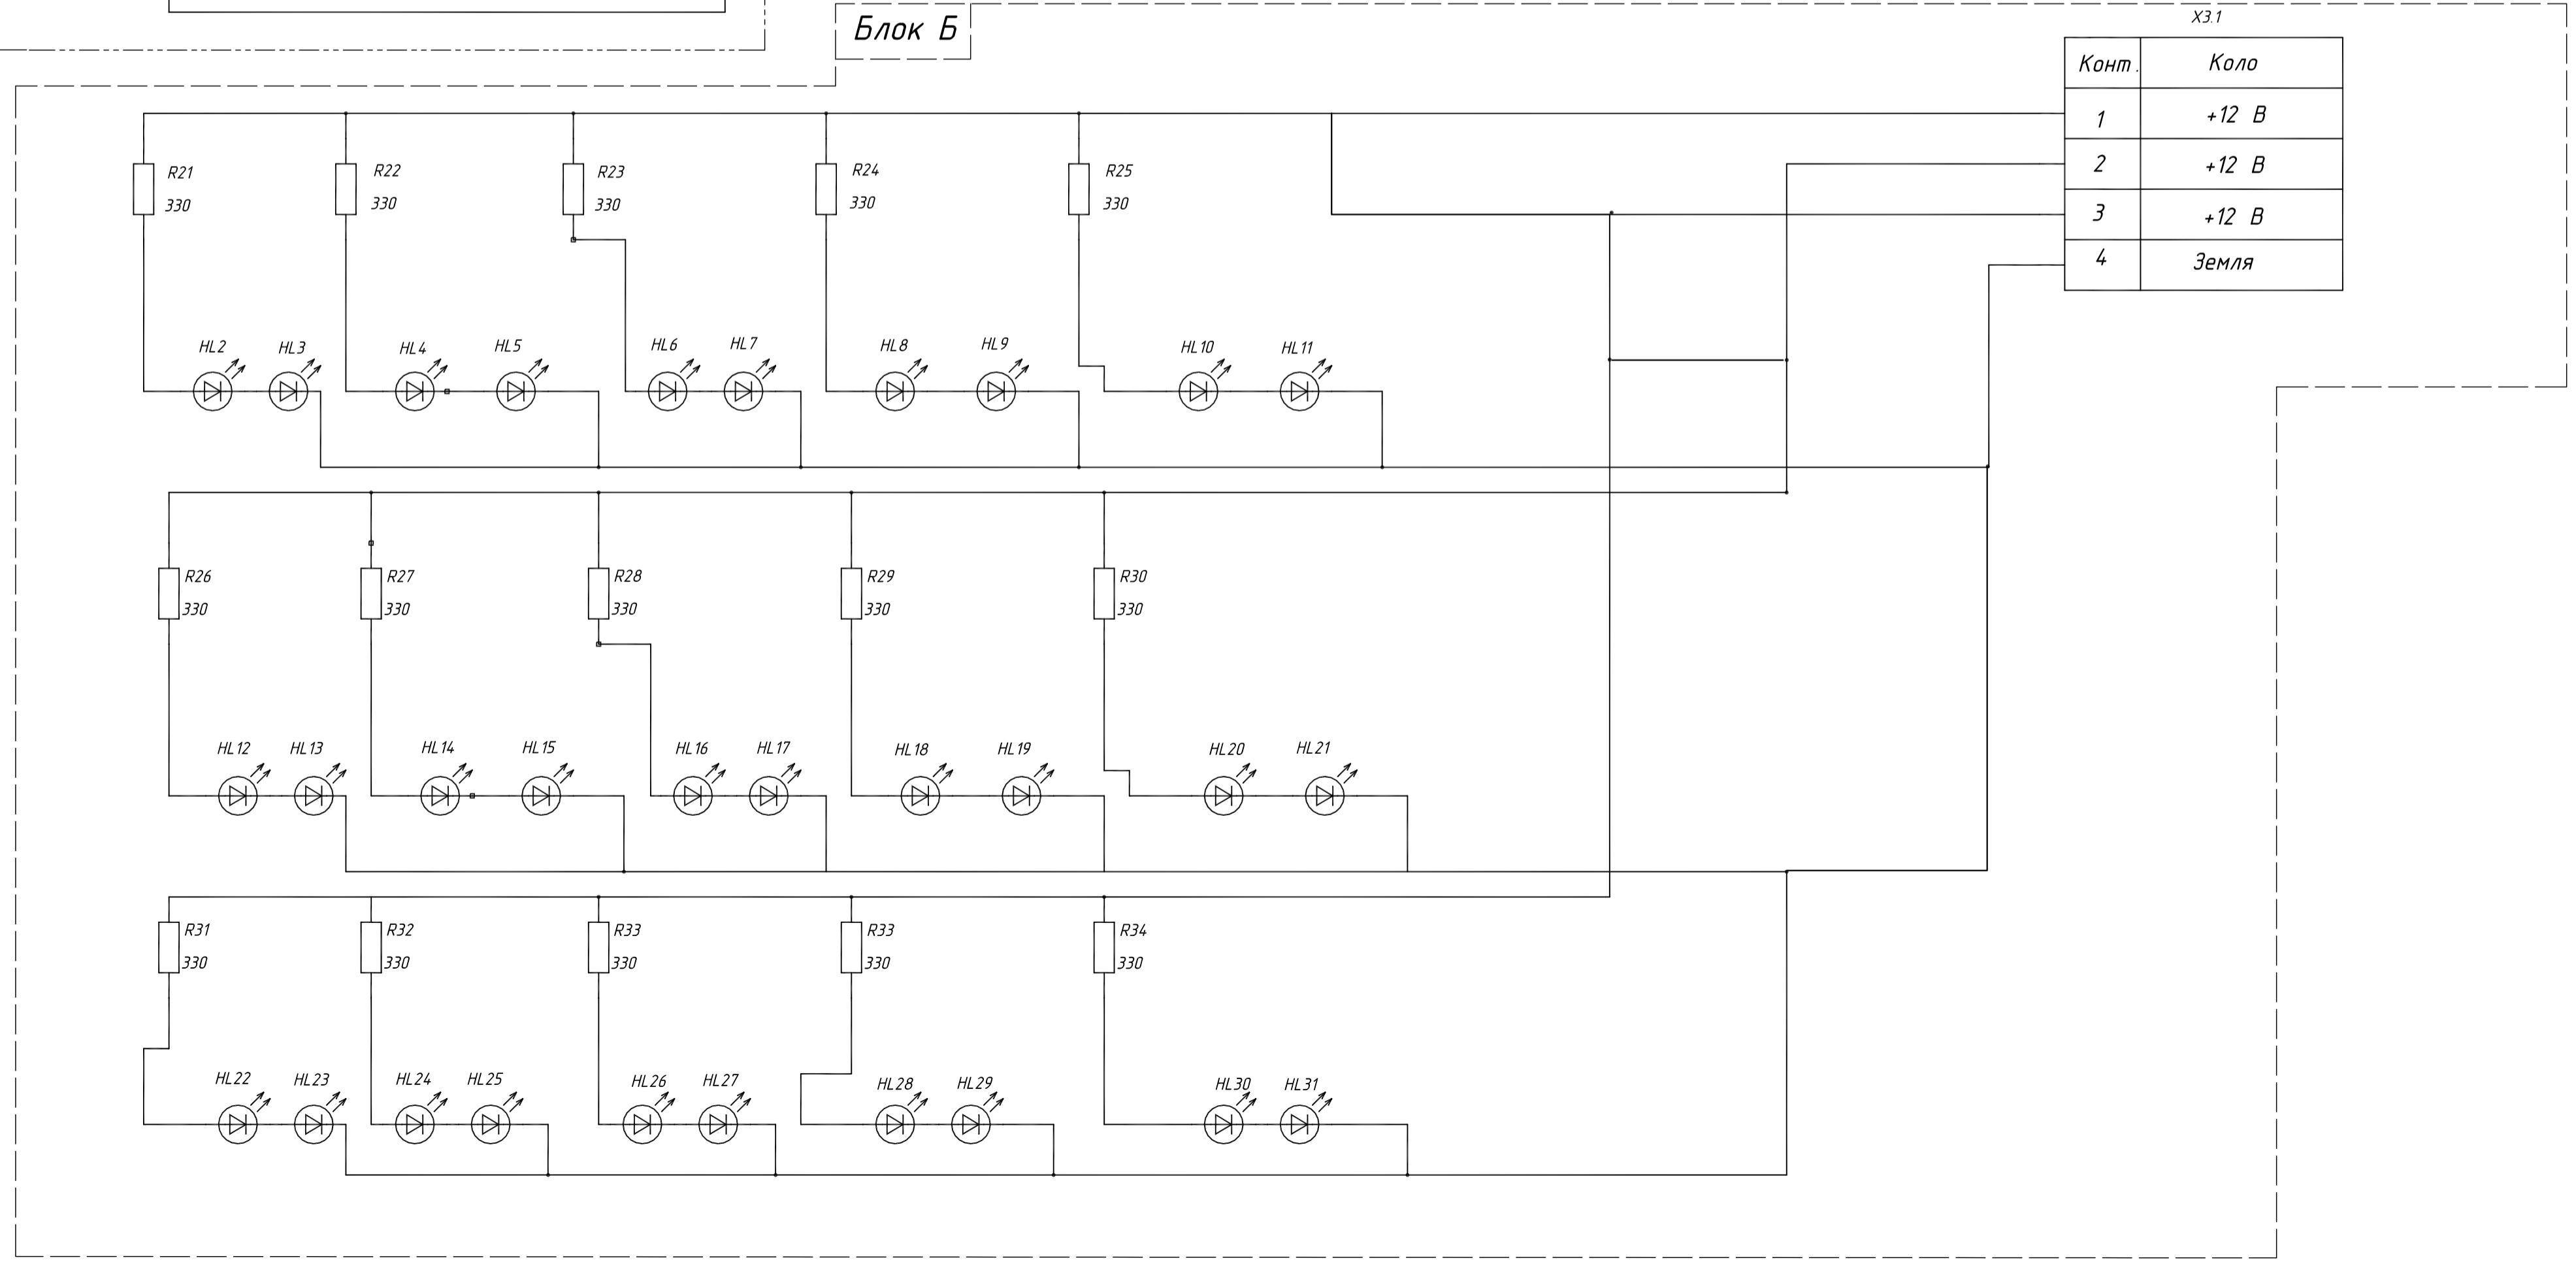 Блок Б
X3.1
Конт. Коло
1 +12 В
2 +12 В
3 +12 В
4 Земля
R21 R22 R23 R24 R25
330 330 330 330 330
HL2 HL3 HL4 HL5 HL6 HL7 HL8 HL9 HL10 HL11
R26 R27 R28 R29 R30
330 330 330 330 330
HL12 HL13 HL14 HL15 HL16 HL17 HL18 HL19 HL20 HL21
R31 R32 R33 R33 R34
330 330 330 330 330
HL22 HL23 HL24 HL25 HL26 HL27 HL28 HL29 HL30 HL31